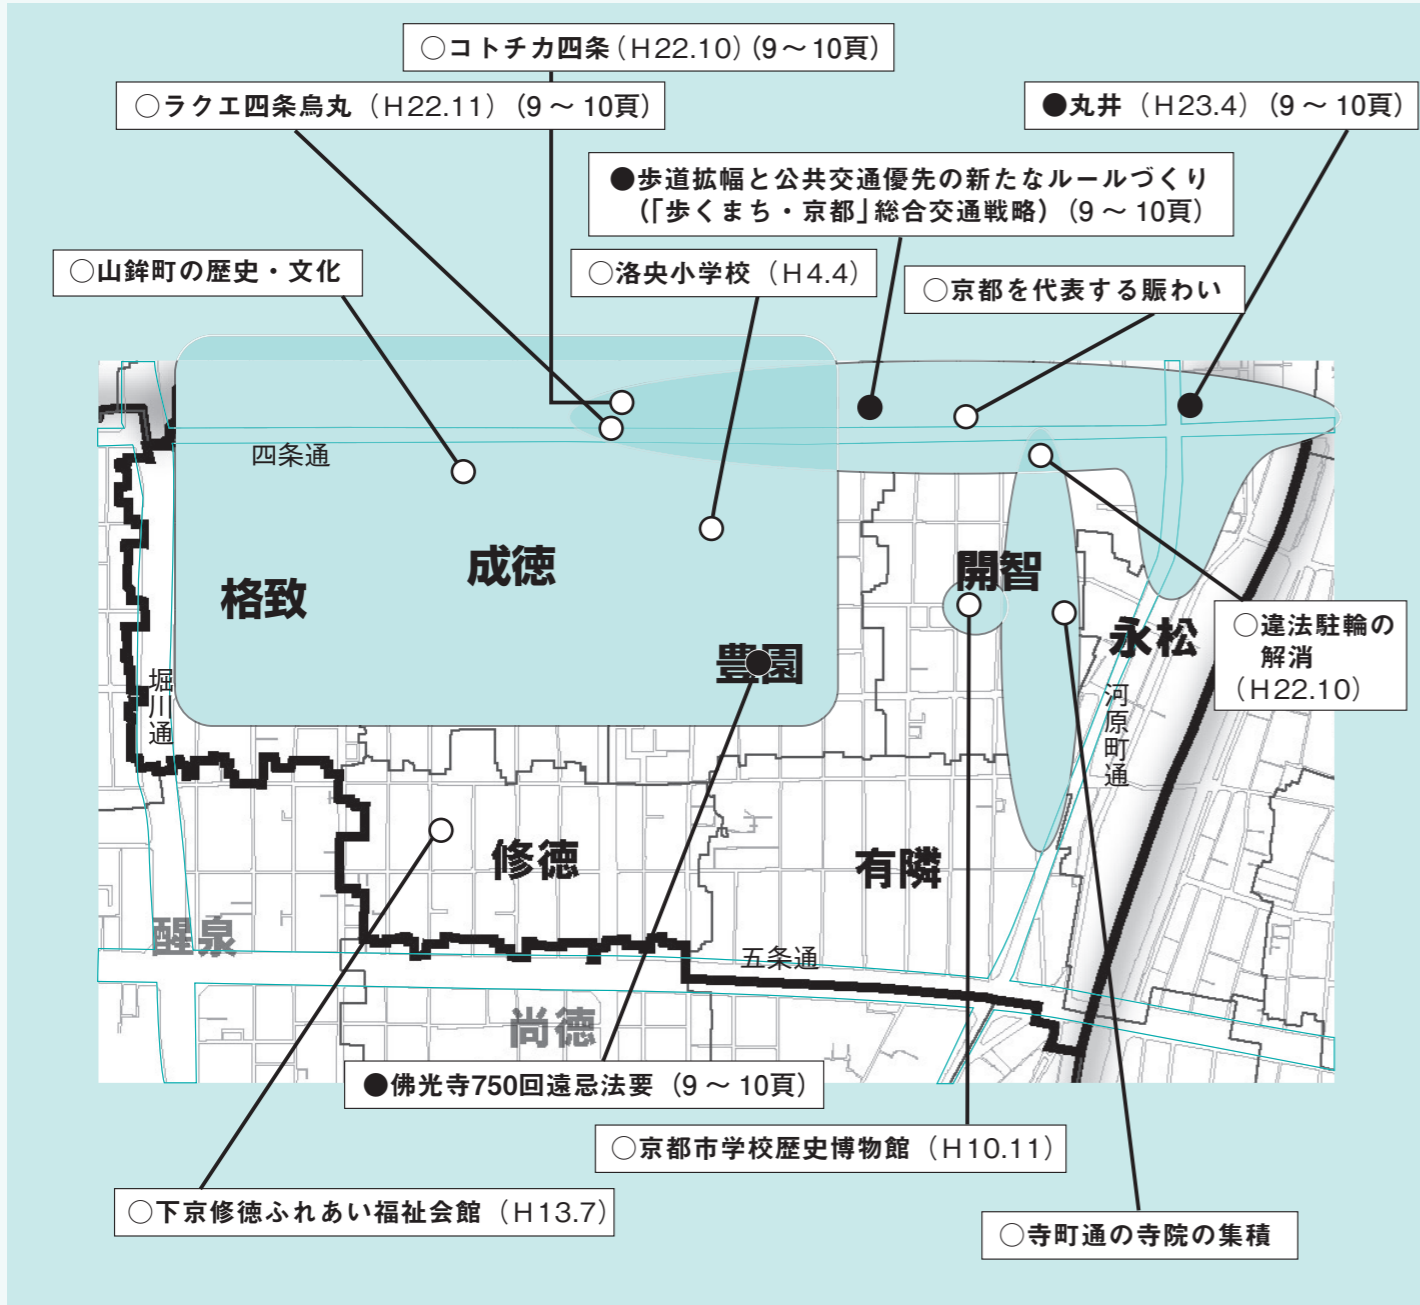 ○コトチカ四条(H22.10)(9～10頁)
○ラクエ四条烏丸(H22.11)(9～10頁)
●丸井(H23.4)(9～10頁)
●歩道拡幅と公共交通優先の新たなルールづくり
(「歩くまち・京都」総合交通戦略)(9～10頁)
○山鉾町の歴史・文化
○洛央小学校(H4.4)
○京都を代表する賑わい
四条通
成徳
格致
開智
豊園
永松
○違法駐輪の
解消
(H22.10)
堀川通
河原町通
修徳
有隣
醒泉
五条通
尚徳
●佛光寺750回遠忌法要(9～10頁)
○京都市学校歴史博物館(H10.11)
○下京修徳ふれあい福祉会館(H13.7)
○寺町通の寺院の集積